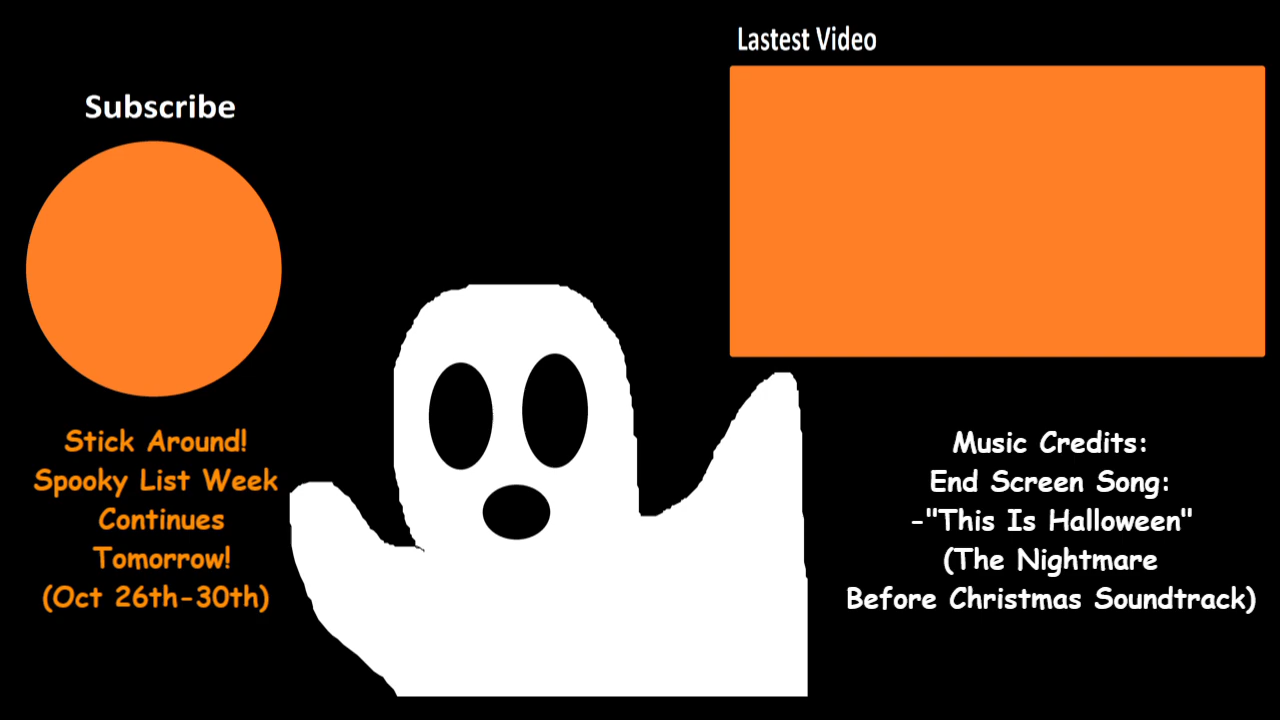 Lastest Video
Subscribe
Stick Around!
Spooky List Week
Continues
Tomorrow!
(Oct 26th-30th)
Music Credits:
End Screen Song:
-"This Is Halloween"
(The Nightmare
Before Christmas Soundtrack)